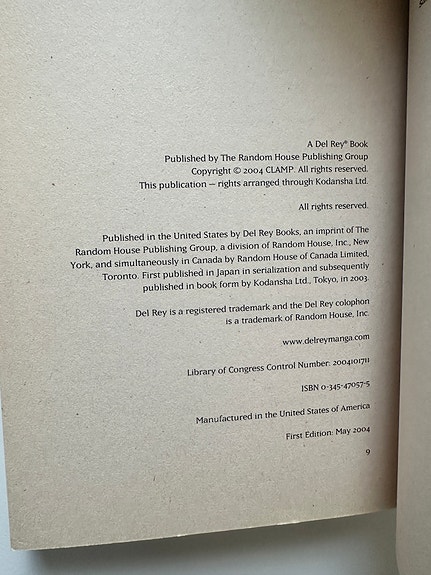 A Del Rey® Book
Published by The Random House Publishing Group
Copyright © 2004 CLAMP. All rights reserved.
This publication — rights arranged through Kodansha Ltd.
All rights reserved.
Published in the United States by Del Rey Books, an imprint of The
Random House Publishing Group, a division of Random House, Inc., New
York, and simultaneously in Canada by Random House of Canada Limited,
Toronto. First published in Japan in serialization and subsequently
published in book form by Kodansha Ltd., Tokyo, in 2003.
Del Rey is a registered trademark and the Del Rey colophon
is a trademark of Random House, Inc.
www.delreymanga.com
Library of Congress Control Number: 2004101711
ISBN 0-345-47057-5
Manufactured in the United States of America
First Edition: May 2004
9